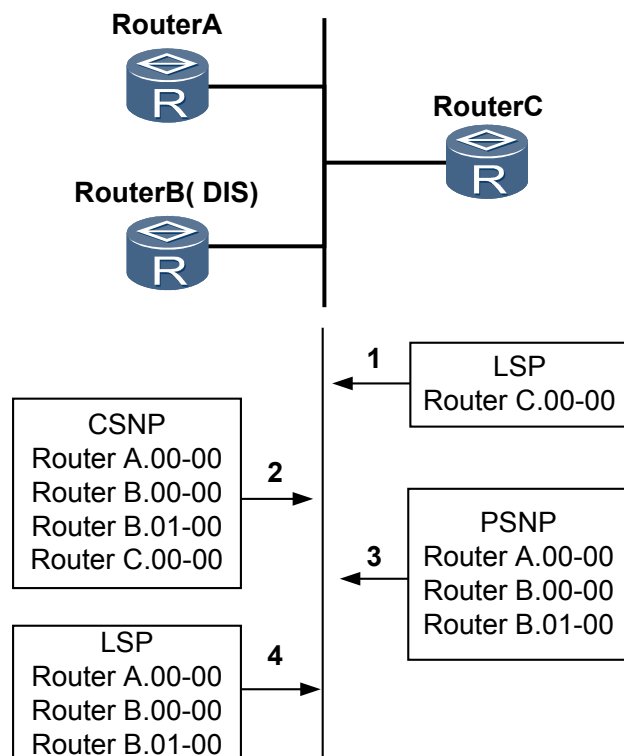 RouterA
R
RouterC
R
RouterB( DIS)
R
1
LSP
Router C.00-00
CSNP
Router A.00-00
Router B.00-00
Router B.01-00
Router C.00-00
2
PSNP
Router A.00-00
Router B.00-00
Router B.01-00
3
LSP
Router A.00-00
Router B.00-00
Router B.01-00
4